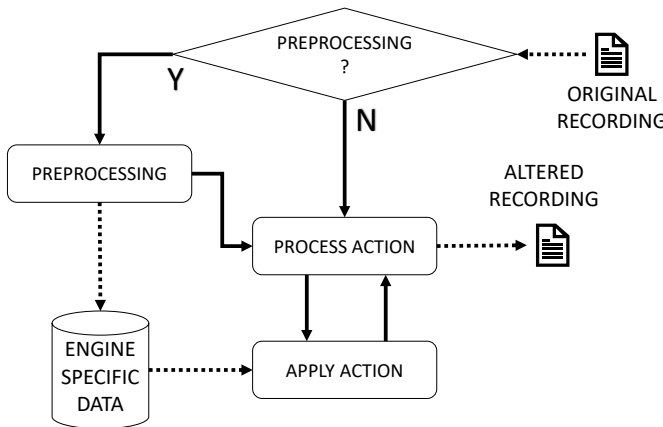 PREPROCESSING
?
Y
N
ORIGINAL
RECORDING
PREPROCESSING
ALTERED
RECORDING
PROCESS ACTION
ENGINE
SPECIFIC
DATA
APPLY ACTION